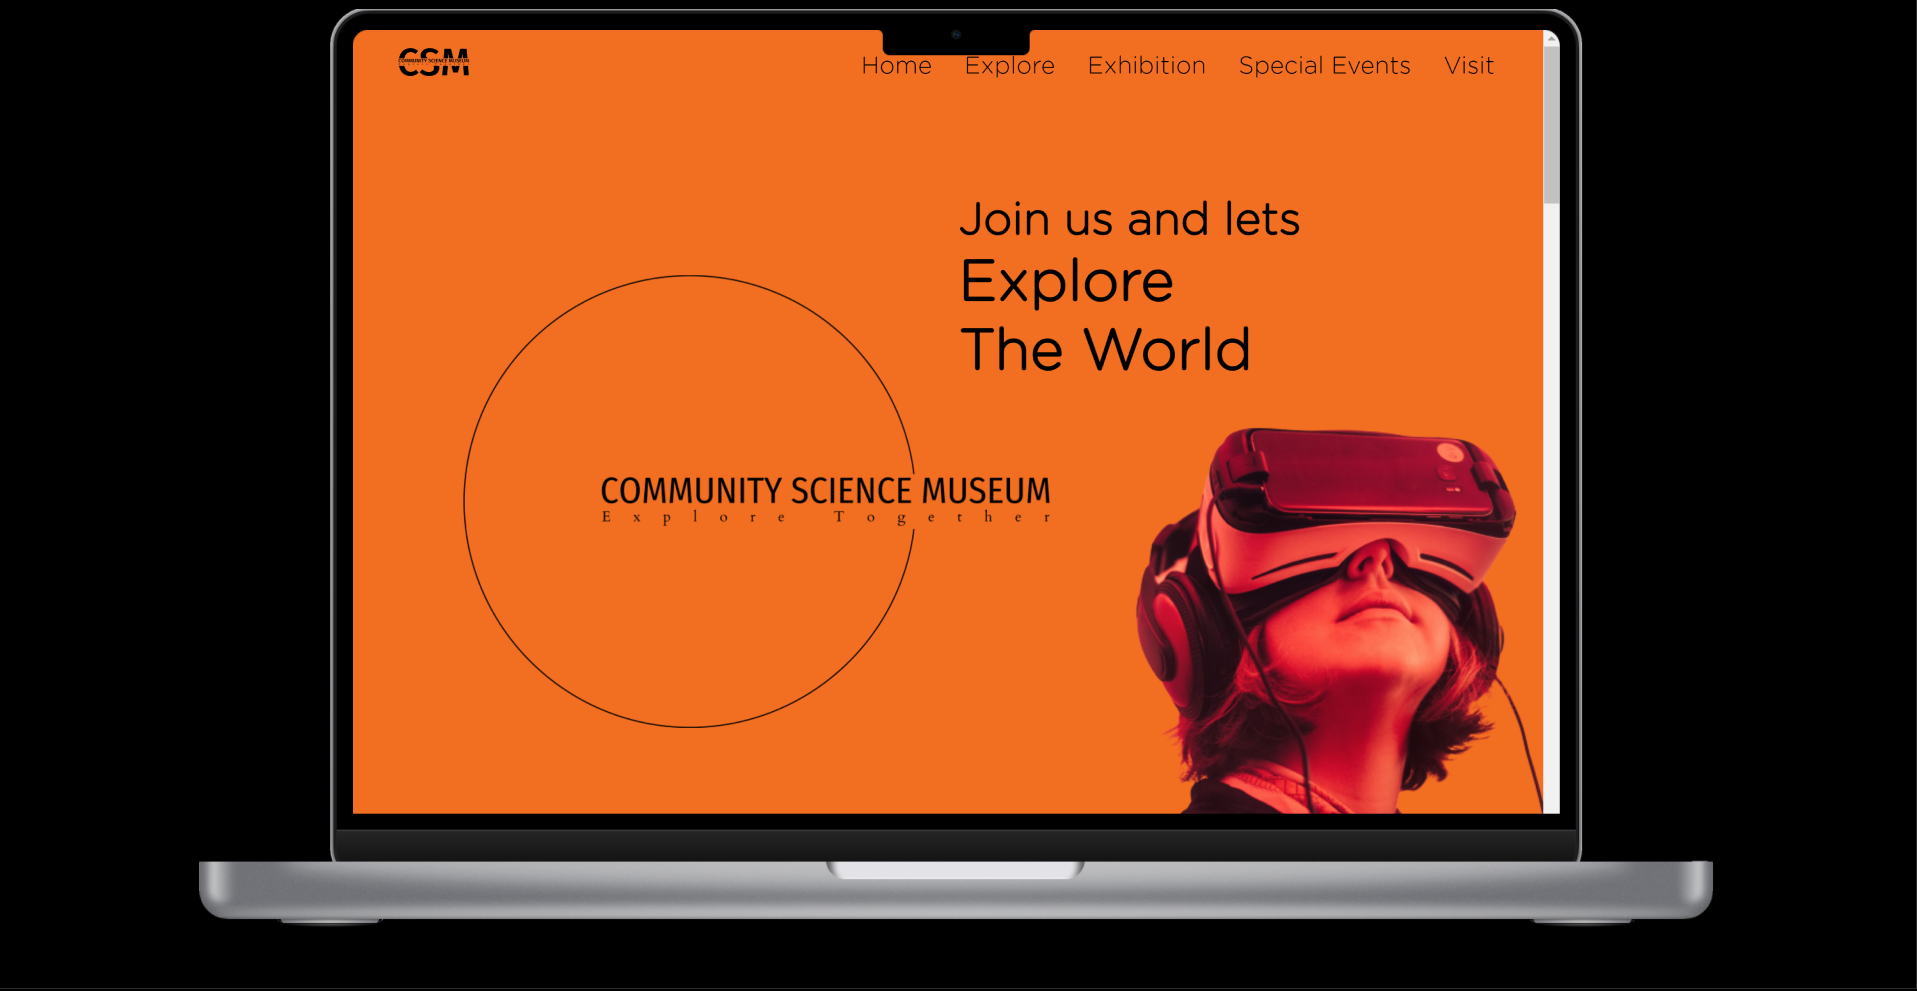 CSM
COMMUNITY SCIENCE MUSEUM
Home Explore Exhibition Special Events Visit
Join us and lets
Explore
The World
COMMUNITY SCIENCE MUSEUM
Explore Together